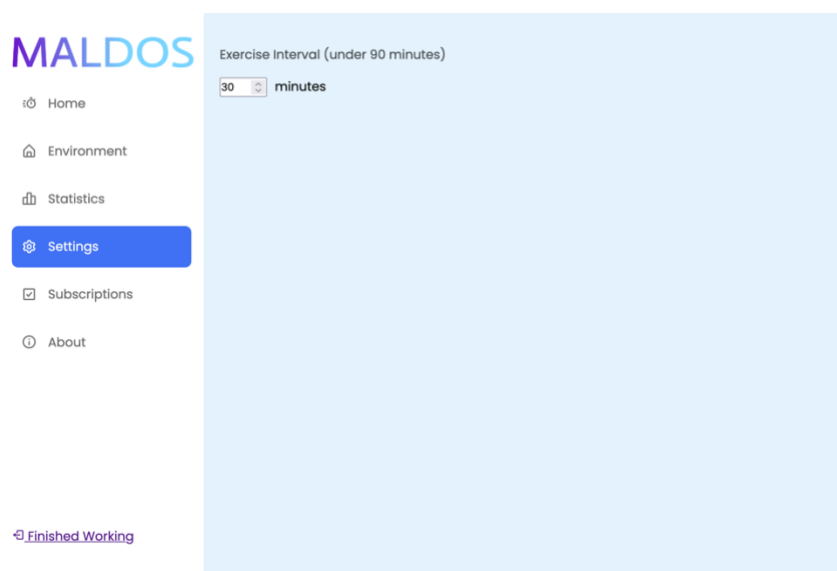 MALDOS
Home
Environment
Statistics
Settings
Subscriptions
About
Finished Working
Exercise Interval (under 90 minutes)
30 minutes